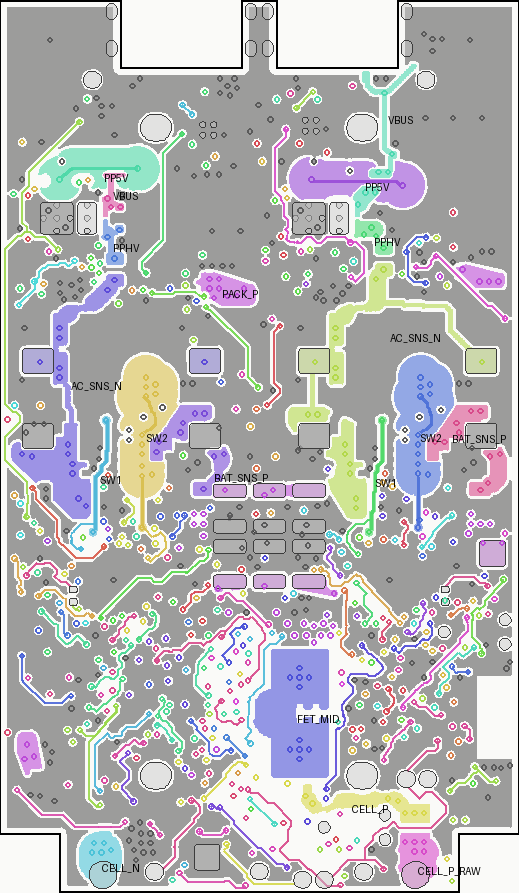 VBUS
PP5V
PP5V
VBUS
PPHV
PPHV
PACK_P
AC_SNS_N
AC_SNS_N
SW2
SW2
BAT_SNS_P
BAT_SNS_P
SW1
SW1
FET_MID
CELL_P
CELL_N
CELL_P_RAW